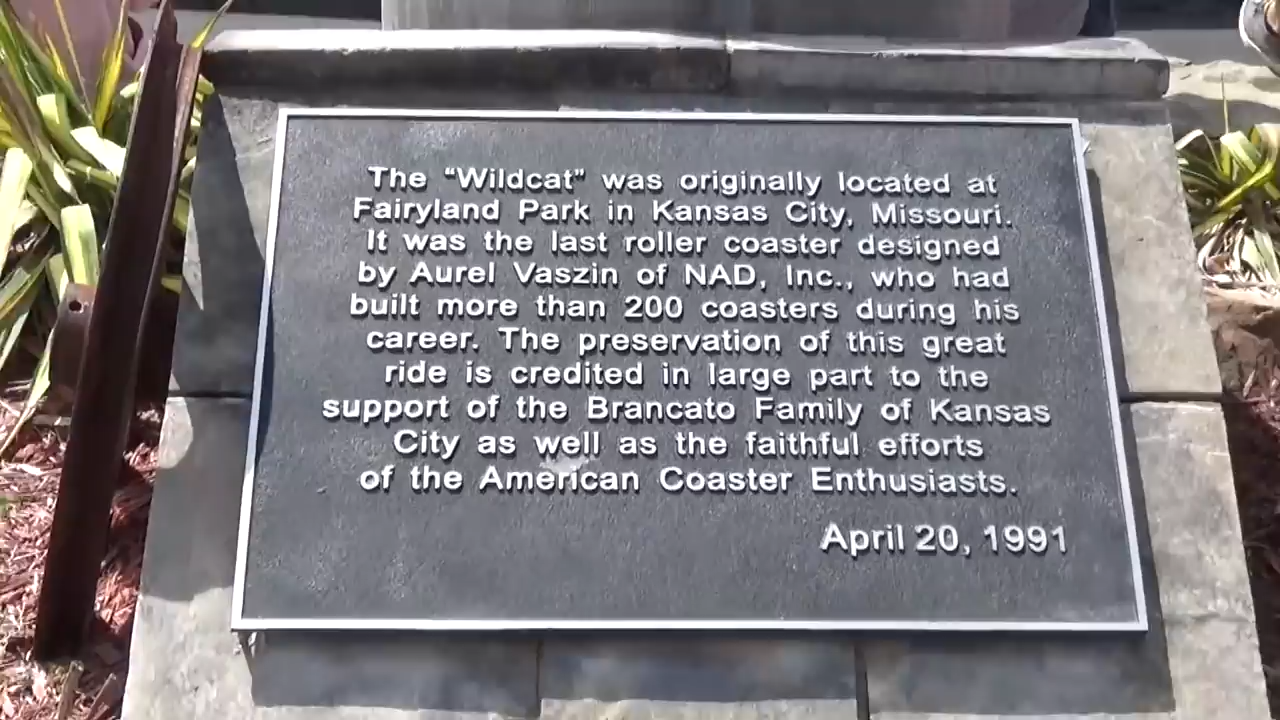 The “Wildcat” was originally located at
Fairyland Park in Kansas City, Missouri.
It was the last roller coaster designed
by Aurel Vaszin of NAD, Inc., who had
built more than 200 coasters during his
career. The preservation of this great
ride is credited in large part to the
support of the Brancato Family of Kansas
City as well as the faithful efforts
of the American Coaster Enthusiasts.
April 20, 1991